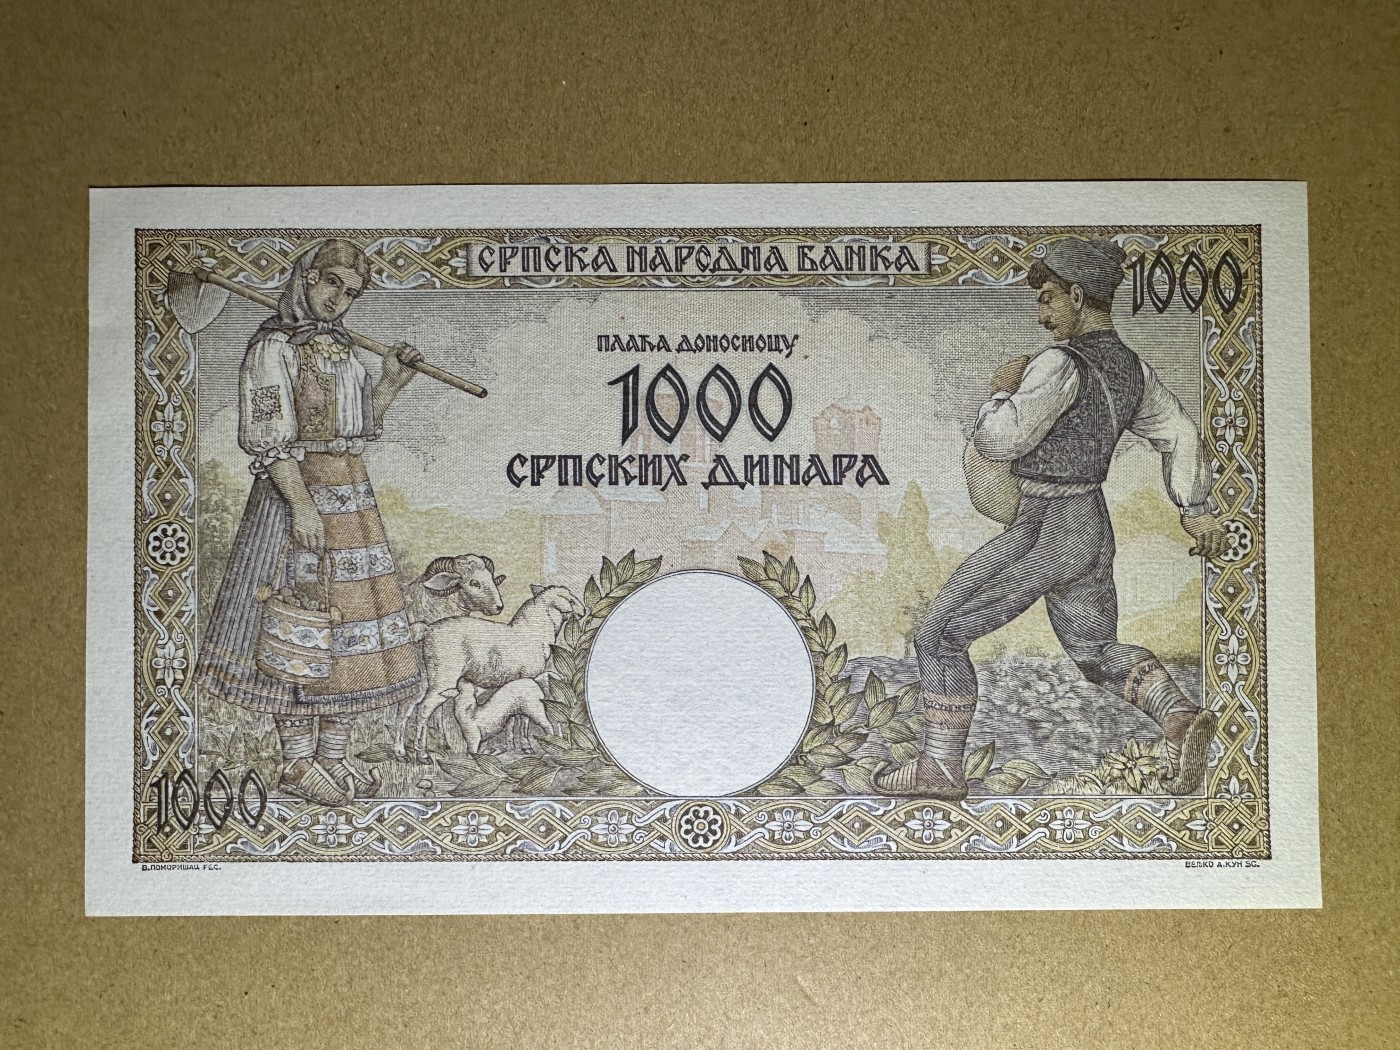 СРПСКА НАРОДНА БАНКА
1000
ПЛАЋА ДОНОСИОЦУ
1000
СРПСКИХ ДИНАРА
1000
В.ПОМОРИШАЦ FEC.
ВЕЉКО А.КУН SC.